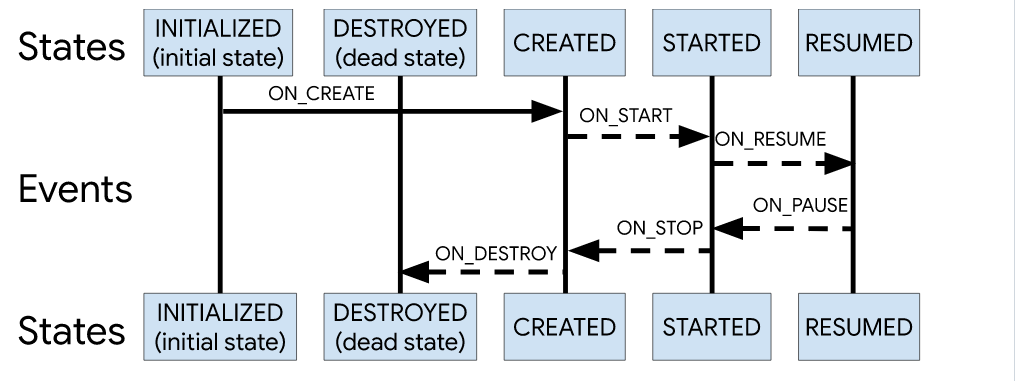 States
INITIALIZED
(initial state)
DESTROYED
(dead state)
CREATED
STARTED
RESUMED
ON_CREATE
ON_START
ON_RESUME
Events
ON_PAUSE
ON_STOP
ON_DESTROY
States
INITIALIZED
(initial state)
DESTROYED
(dead state)
CREATED
STARTED
RESUMED